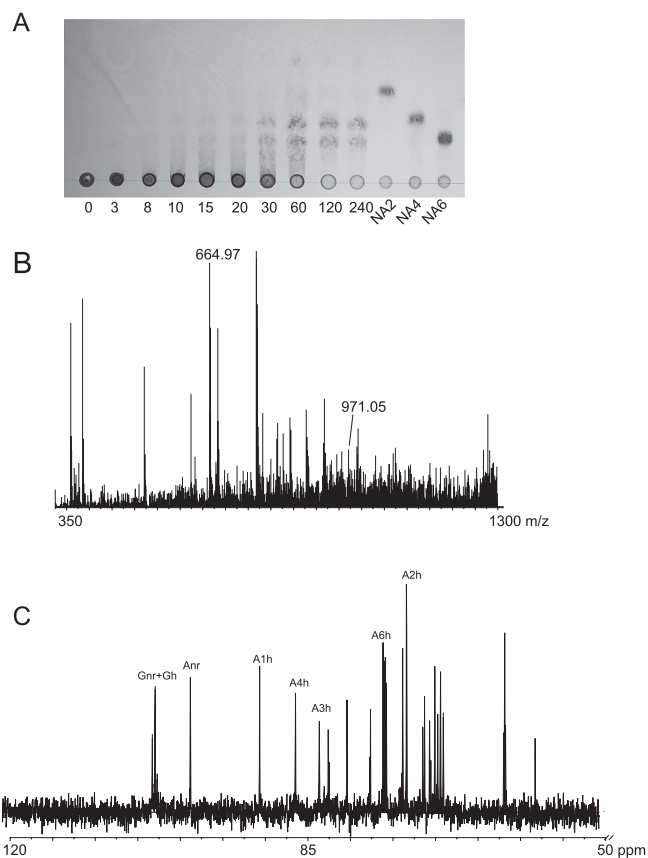 A
0 3 8 10 15 20 30 60 120 240 NA2 NA4 NA6
B
664.97
971.05
350 1300 m/z
C
A2h
A6h
Gnr+Gh Anr A1h
A4h
A3h
120 85 50 ppm